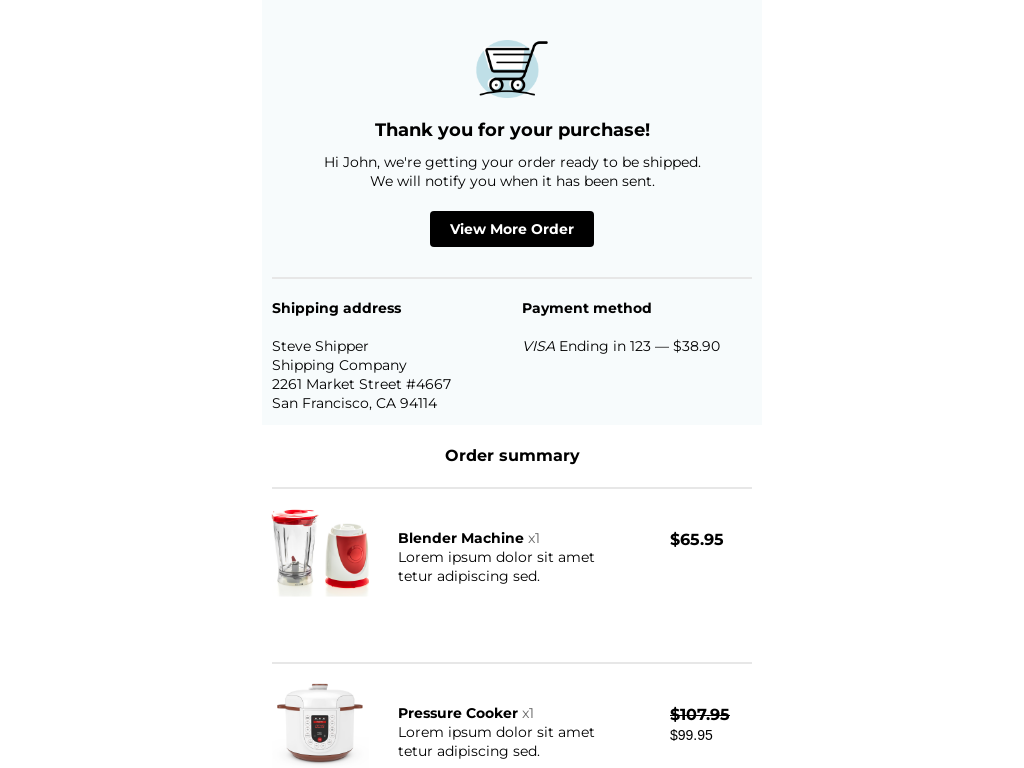 Thank you for your purchase!
Hi John, we're getting your order ready to be shipped.
We will notify you when it has been sent.
View More Order
Shipping address
Steve Shipper
Shipping Company
2261 Market Street #4667
San Francisco, CA 94114
Payment method
VISA Ending in 123 — $38.90
Order summary
Blender Machine x1
Lorem ipsum dolor sit amet
tetur adipiscing sed.
$65.95
Pressure Cooker x1
Lorem ipsum dolor sit amet
tetur adipiscing sed.
$107.95
$99.95